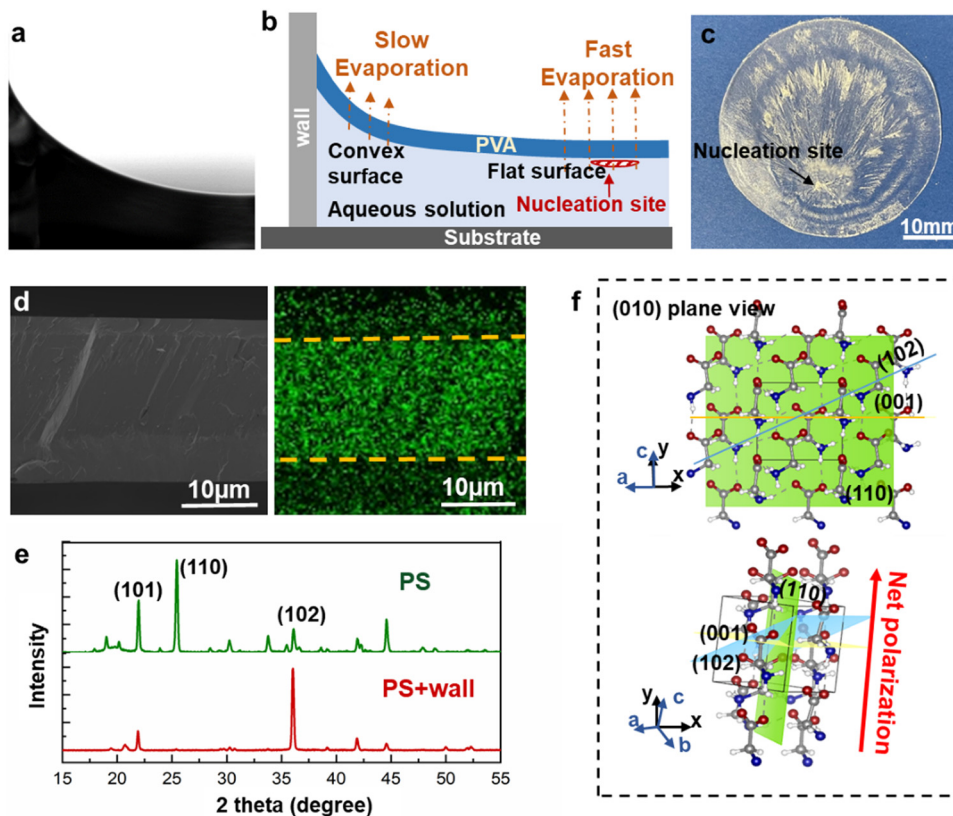 a
b
Slow
Evaporation
Fast
Evaporation
wall
PVA
Convex
surface
Flat surface
Aqueous solution
Nucleation site
Substrate
c
Nucleation site
10mm
d
10μm
10μm
e
(101)
(110)
PS
(102)
PS+wall
Intensity
15 20 25 30 35 40 45 50 55
2 theta (degree)
f
(010) plane view
(102)
(001)
(110)
c y
a x
(110)
(001)
(102)
Net polarization
y c
a x
b